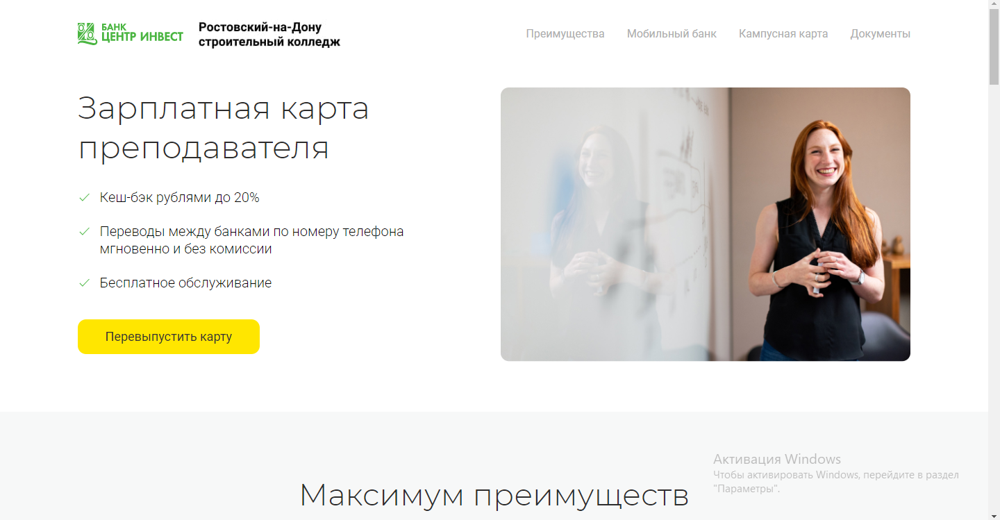 БАНК
ЦЕНТР ИНВЕСТ
Ростовский-на-Дону
строительный колледж
Преимущества
Мобильный банк
Кампусная карта
Документы
Зарплатная карта
преподавателя
Кеш-бэк рублями до 20%
Переводы между банками по номеру телефона
мгновенно и без комиссии
Бесплатное обслуживание
Перевыпустить карту
Максимум преимуществ
Активация Windows
Чтобы активировать Windows, перейдите в раздел
"Параметры".